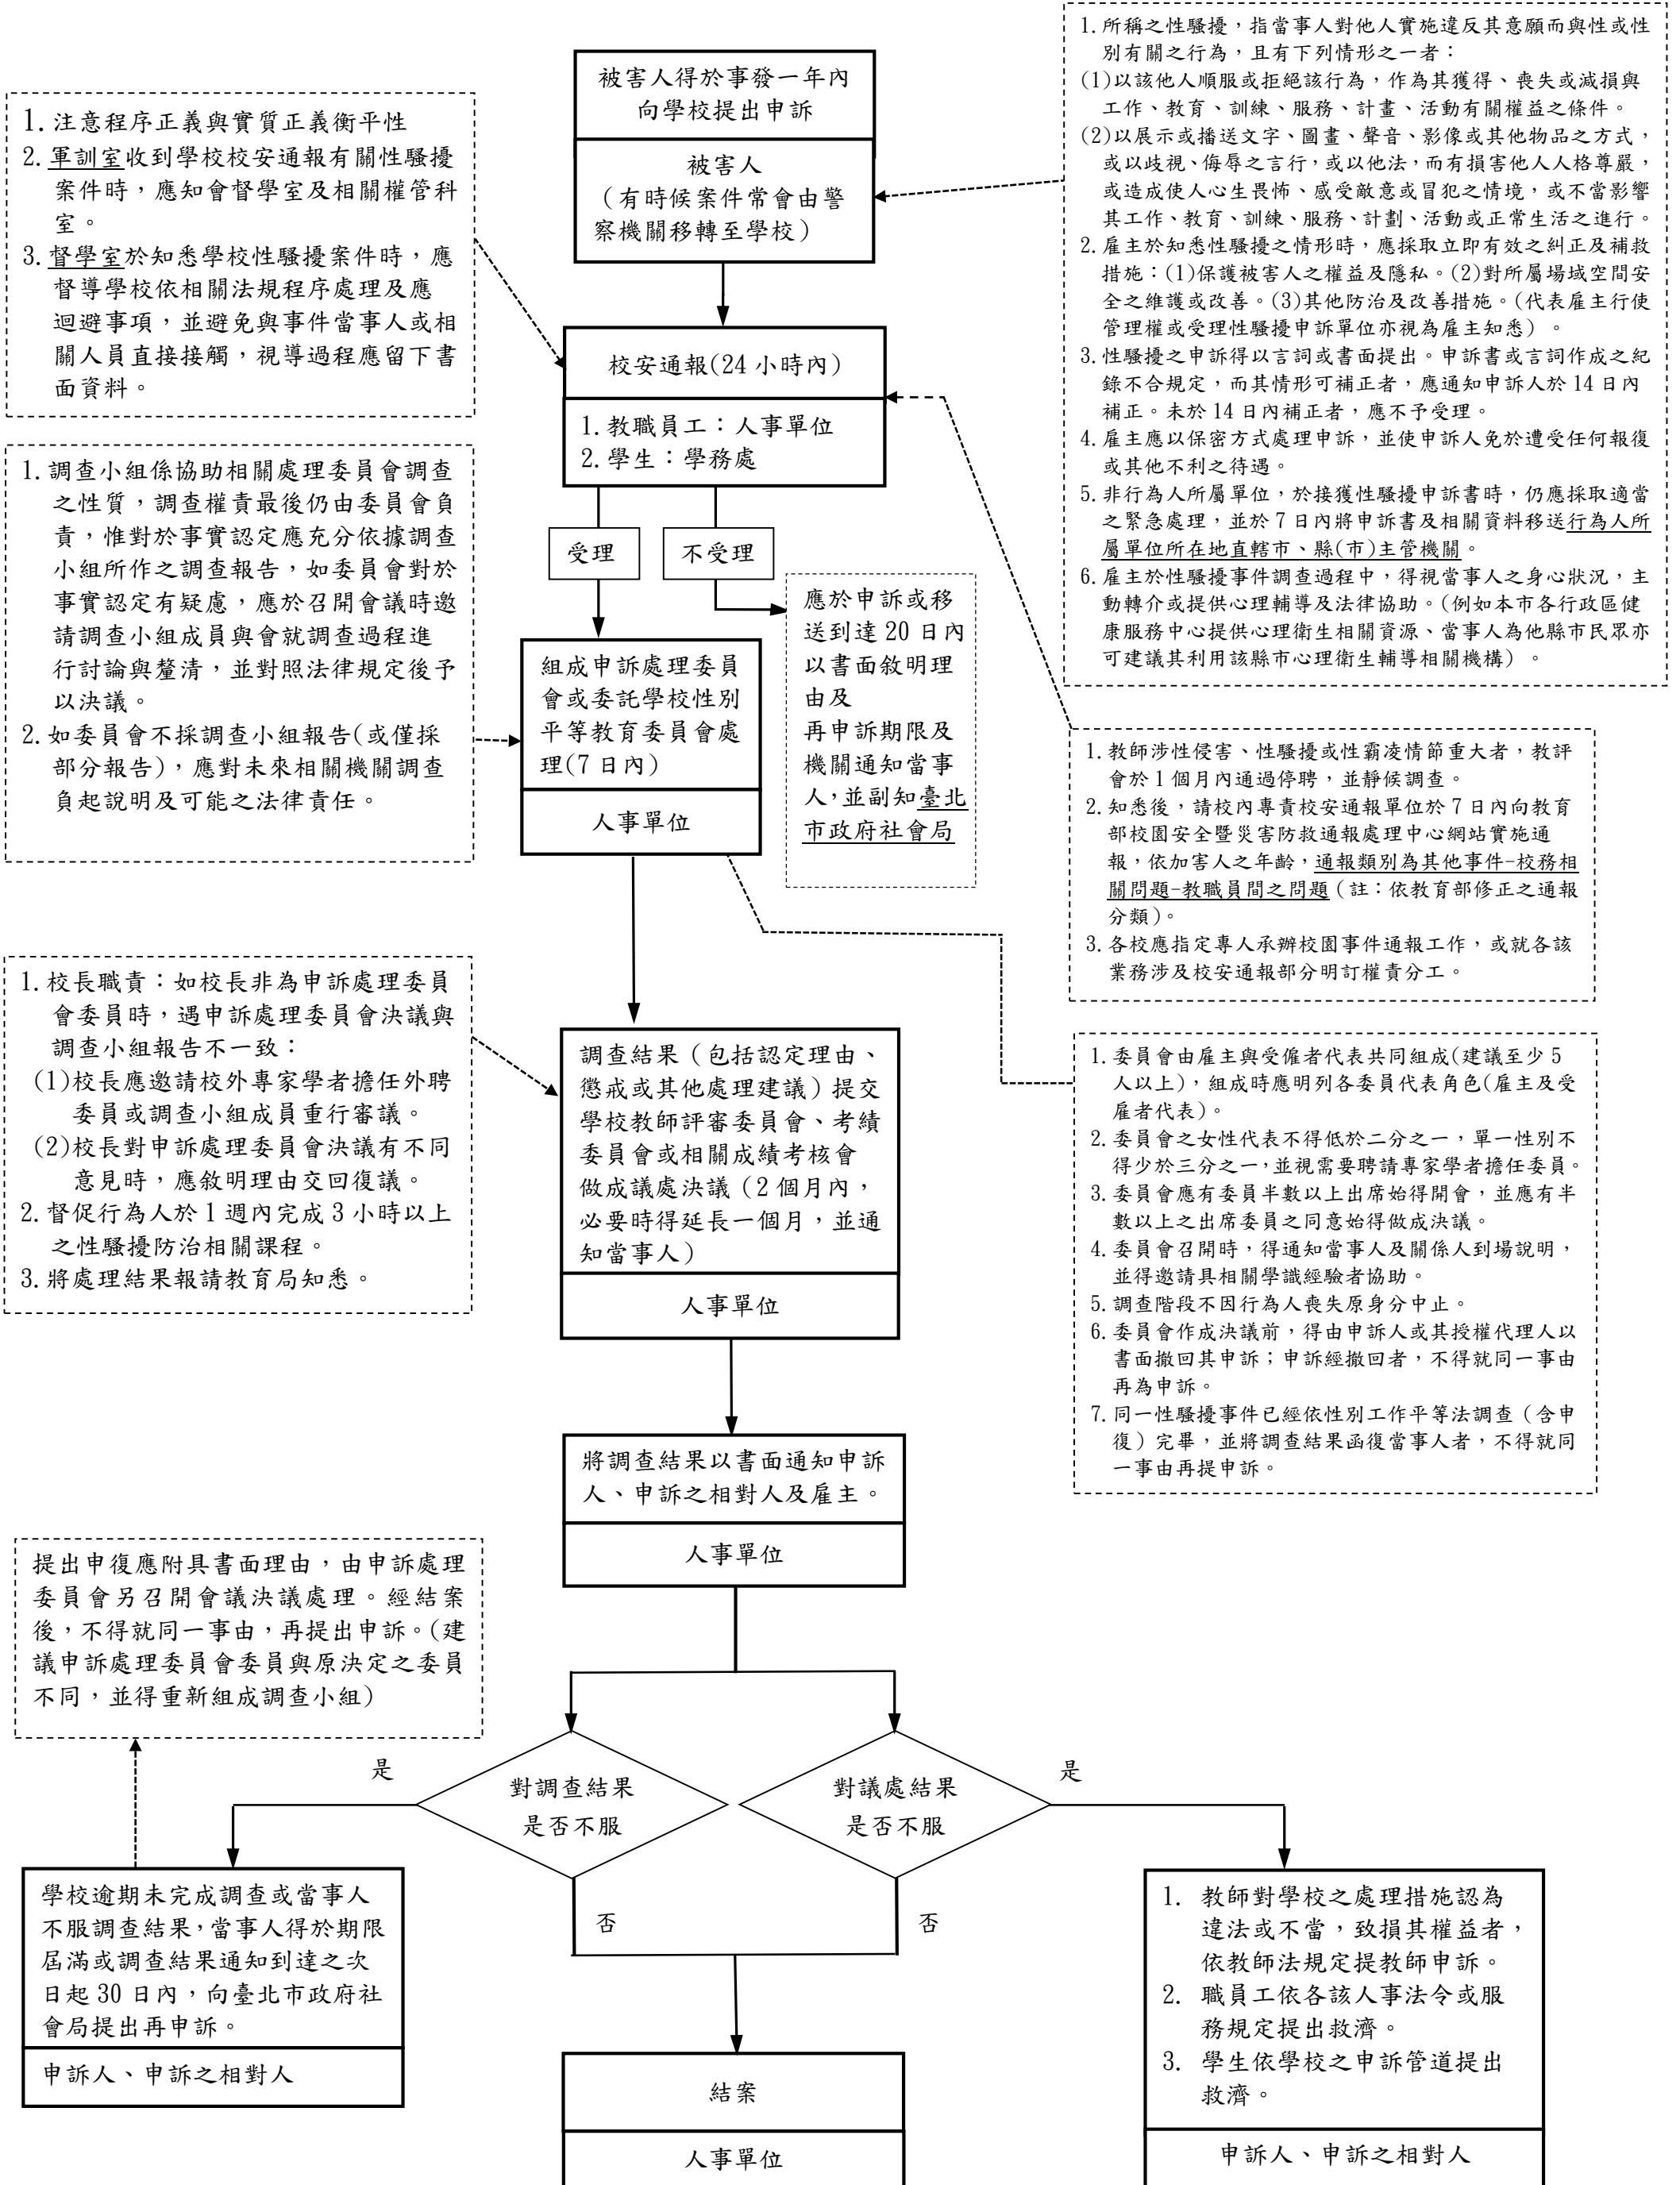 1. 所稱之性騷擾，指當事人對他人實施違反其意願而與性或性
別有關之行為，且有下列情形之一者：
(1)以該他人順服或拒絕該行為，作為其獲得、喪失或減損與
工作、教育、訓練、服務、計畫、活動有關權益之條件。
(2)以展示或播送文字、圖畫、聲音、影像或其他物品之方式，
或以歧視、侮辱之言行，或以他法，而有損害他人人格尊嚴，
或造成使人心生畏怖、感受敵意或冒犯之情境，或不當影響
其工作、教育、訓練、服務、計劃、活動或正常生活之進行。
2. 雇主於知悉性騷擾之情形時，應採取立即有效之糾正及補救
措施：(1)保護被害人之權益及隱私。(2)對所屬場域空間安
全之維護或改善。(3)其他防治及改善措施。(代表雇主行使
管理權或受理性騷擾申訴單位亦視為雇主知悉) 。
3. 性騷擾之申訴得以言詞或書面提出。申訴書或言詞作成之紀
錄不合規定，而其情形可補正者，應通知申訴人於 14 日內
補正。未於 14 日內補正者，應不予受理。
4. 雇主應以保密方式處理申訴，並使申訴人免於遭受任何報復
或其他不利之待遇。
5. 非行為人所屬單位，於接獲性騷擾申訴書時，仍應採取適當
之緊急處理，並於 7 日內將申訴書及相關資料移送行為人所
屬單位所在地直轄市、縣(市)主管機關。
6. 雇主於性騷擾事件調查過程中，得視當事人之身心狀況，主
動轉介或提供心理輔導及法律協助。(例如本市各行政區健
康服務中心提供心理衛生相關資源、當事人為他縣市民眾亦
可建議其利用該縣市心理衛生輔導相關機構) 。
被害人得於事發一年內
向學校提出申訴
被害人
（有時候案件常會由警
察機關移轉至學校）
1. 注意程序正義與實質正義衡平性
2. 軍訓室收到學校校安通報有關性騷擾
案件時，應知會督學室及相關權管科
室。
3. 督學室於知悉學校性騷擾案件時，應
督導學校依相關法規程序處理及應
迴避事項，並避免與事件當事人或相
關人員直接接觸，視導過程應留下書
面資料。
校安通報(24 小時內)
1. 教職員工：人事單位
2. 學生：學務處
1. 調查小組係協助相關處理委員會調查
之性質，調查權責最後仍由委員會負
責，惟對於事實認定應充分依據調查
小組所作之調查報告，如委員會對於
事實認定有疑慮，應於召開會議時邀
請調查小組成員與會就調查過程進
行討論與釐清，並對照法律規定後予
以決議。
2. 如委員會不採調查小組報告(或僅採
部分報告)，應對未來相關機關調查
負起說明及可能之法律責任。
受理
不受理
應於申訴或移
送到達 20 日內
以書面敘明理
由及
再申訴期限及
機關通知當事
人，並副知臺北
市政府社會局
組成申訴處理委員
會或委託學校性別
平等教育委員會處
理(7 日內)
人事單位
1. 教師涉性侵害、性騷擾或性霸凌情節重大者，教評
會於 1 個月內通過停聘，並靜候調查。
2. 知悉後，請校內專責校安通報單位於 7 日內向教育
部校園安全暨災害防救通報處理中心網站實施通
報，依加害人之年齡，通報類別為其他事件-校務相
關問題-教職員間之問題（註：依教育部修正之通報
分類)。
3. 各校應指定專人承辦校園事件通報工作，或就各該
業務涉及校安通報部分明訂權責分工。
1. 校長職責：如校長非為申訴處理委員
會委員時，遇申訴處理委員會決議與
調查小組報告不一致：
(1)校長應邀請校外專家學者擔任外聘
委員或調查小組成員重行審議。
(2)校長對申訴處理委員會決議有不同
意見時，應敘明理由交回復議。
2. 督促行為人於 1 週內完成 3 小時以上
之性騷擾防治相關課程。
3. 將處理結果報請教育局知悉。
調查結果（包括認定理由、
懲戒或其他處理建議）提交
學校教師評審委員會、考績
委員會或相關成績考核會
做成議處決議（2 個月內，
必要時得延長一個月，並通
知當事人）
人事單位
1. 委員會由雇主與受僱者代表共同組成(建議至少 5
人以上)，組成時應明列各委員代表角色(雇主及受
雇者代表)。
2. 委員會之女性代表不得低於二分之一，單一性別不
得少於三分之一，並視需要聘請專家學者擔任委員。
3. 委員會應有委員半數以上出席始得開會，並應有半
數以上之出席委員之同意始得做成決議。
4. 委員會召開時，得通知當事人及關係人到場說明，
並得邀請具相關學識經驗者協助。
5. 調查階段不因行為人喪失原身分中止。
6. 委員會作成決議前，得由申訴人或其授權代理人以
書面撤回其申訴；申訴經撤回者，不得就同一事由
再為申訴。
7. 同一性騷擾事件已經依性別工作平等法調查（含申
復）完畢，並將調查結果函復當事人者，不得就同
一事由再提申訴。
將調查結果以書面通知申訴
人、申訴之相對人及雇主。
人事單位
提出申復應附具書面理由，由申訴處理
委員會另召開會議決議處理。經結案
後，不得就同一事由，再提出申訴。(建
議申訴處理委員會委員與原決定之委員
不同，並得重新組成調查小組)
是
對調查結果
是否不服
對議處結果
是否不服
是
否
否
學校逾期未完成調查或當事人
不服調查結果，當事人得於期限
屆滿或調查結果通知到達之次
日起 30 日內，向臺北市政府社
會局提出再申訴。
申訴人、申訴之相對人
1. 教師對學校之處理措施認為
違法或不當，致損其權益者，
依教師法規定提教師申訴。
2. 職員工依各該人事法令或服
務規定提出救濟。
3. 學生依學校之申訴管道提出
救濟。
申訴人、申訴之相對人
結案
人事單位